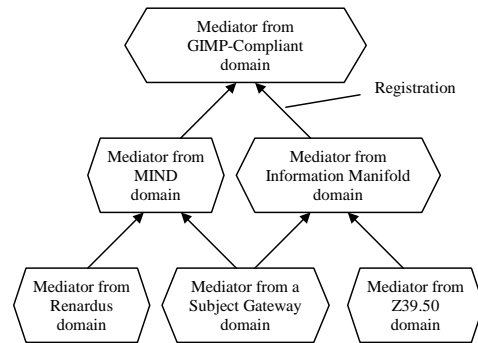 Mediator from
GIMP-Compliant
domain
Registration
Mediator from
MIND
domain
Mediator from
Information Manifold
domain
Mediator from
Renardus
domain
Mediator from a
Subject Gateway
domain
Mediator from
Z39.50
domain